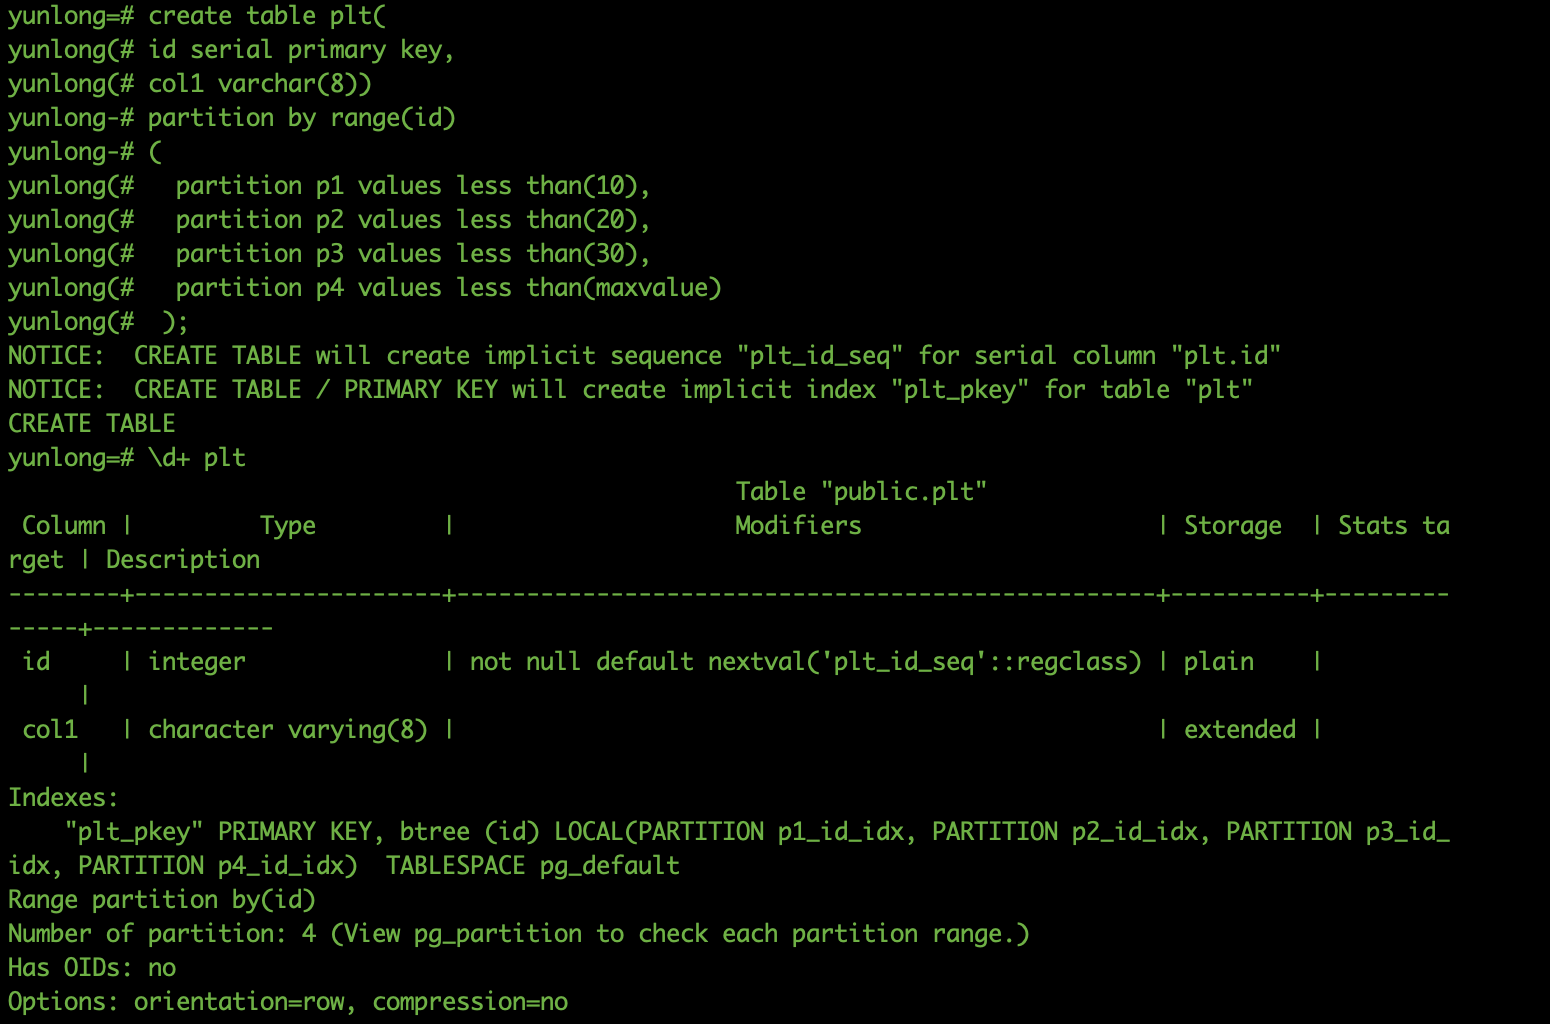 yunlong=# create table plt(
yunlong(# id serial primary key,
yunlong(# col1 varchar(8))
yunlong-# partition by range(id)
yunlong-# (
yunlong(#   partition p1 values less than(10),
yunlong(#   partition p2 values less than(20),
yunlong(#   partition p3 values less than(30),
yunlong(#   partition p4 values less than(maxvalue)
yunlong(#  );
NOTICE:  CREATE TABLE will create implicit sequence "plt_id_seq" for serial column "plt.id"
NOTICE:  CREATE TABLE / PRIMARY KEY will create implicit index "plt_pkey" for table "plt"
CREATE TABLE
yunlong=# \d+ plt
                                                    Table "public.plt"
 Column |         Type         |                    Modifiers                     | Storage  | Stats ta
rget | Description
--------+----------------------+--------------------------------------------------+----------+---------
-----+-------------
 id     | integer              | not null default nextval('plt_id_seq'::regclass) | plain    |
     |
 col1   | character varying(8) |                                                  | extended |
     |
Indexes:
    "plt_pkey" PRIMARY KEY, btree (id) LOCAL(PARTITION p1_id_idx, PARTITION p2_id_idx, PARTITION p3_id_
idx, PARTITION p4_id_idx)  TABLESPACE pg_default
Range partition by(id)
Number of partition: 4 (View pg_partition to check each partition range.)
Has OIDs: no
Options: orientation=row, compression=no